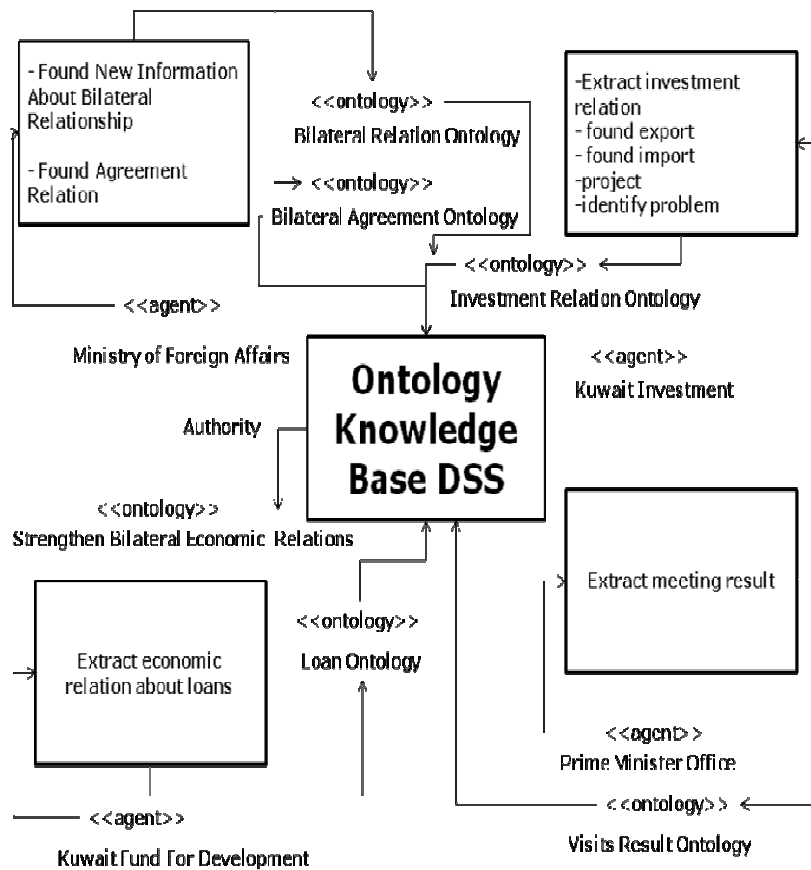 - Found New Information
About Bilateral
Relationship
- Found Agreement
Relation
<<ontology>>
Bilateral Relation Ontology
<<ontology>>
Bilateral Agreement Ontology
-Extract investment
relation
- found export
- found import
-project
-identify problem
<<ontology>>
Investment Relation Ontology
<<agent>>
Ministry of Foreign Affairs
<<agent>>
Kuwait Investment
Ontology
Knowledge
Base DSS
Authority
<<ontology>>
Strengthen Bilateral Economic Relations
Extract meeting result
<<ontology>>
Loan Ontology
Extract economic
relation about loans
<<agent>>
Prime Minister Office
<<agent>>
Kuwait Fund For Development
<<ontology>>
Visits Result Ontology